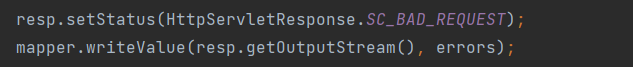 resp.setStatus(HttpServletResponse.SC_BAD_REQUEST);
mapper.writeValue(resp.getOutputStream(), errors);